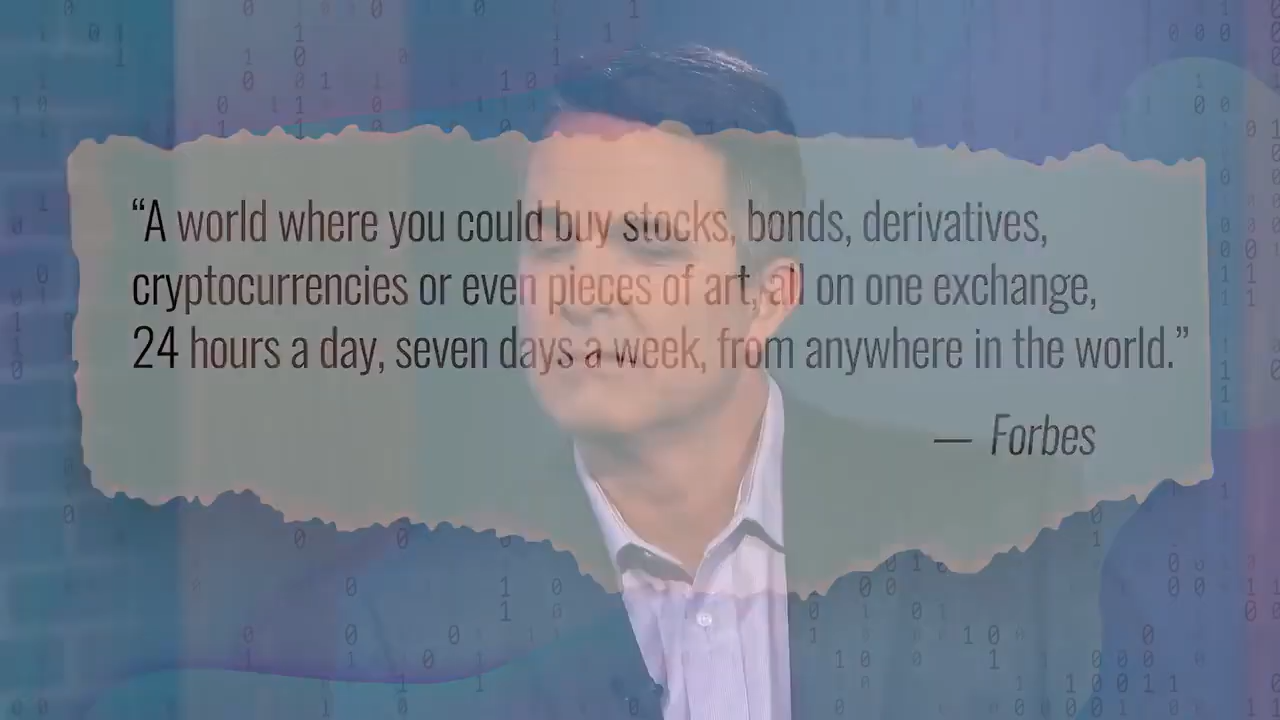 “A world where you could buy stocks, bonds, derivatives,
cryptocurrencies or even pieces of art, all on one exchange,
24 hours a day, seven days a week, from anywhere in the world.”
— Forbes